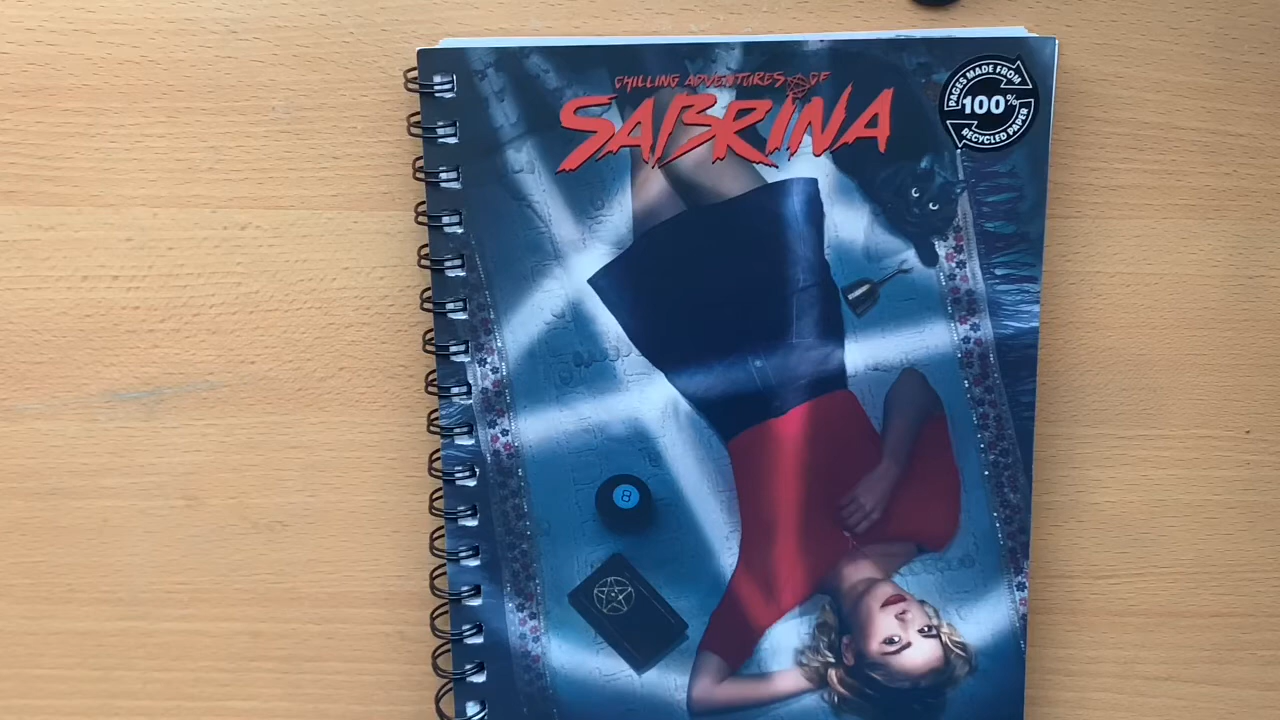 CHILLING ADVENTURES OF
SABRINA
PAGES MADE FROM
100%
RECYCLED PAPER
8